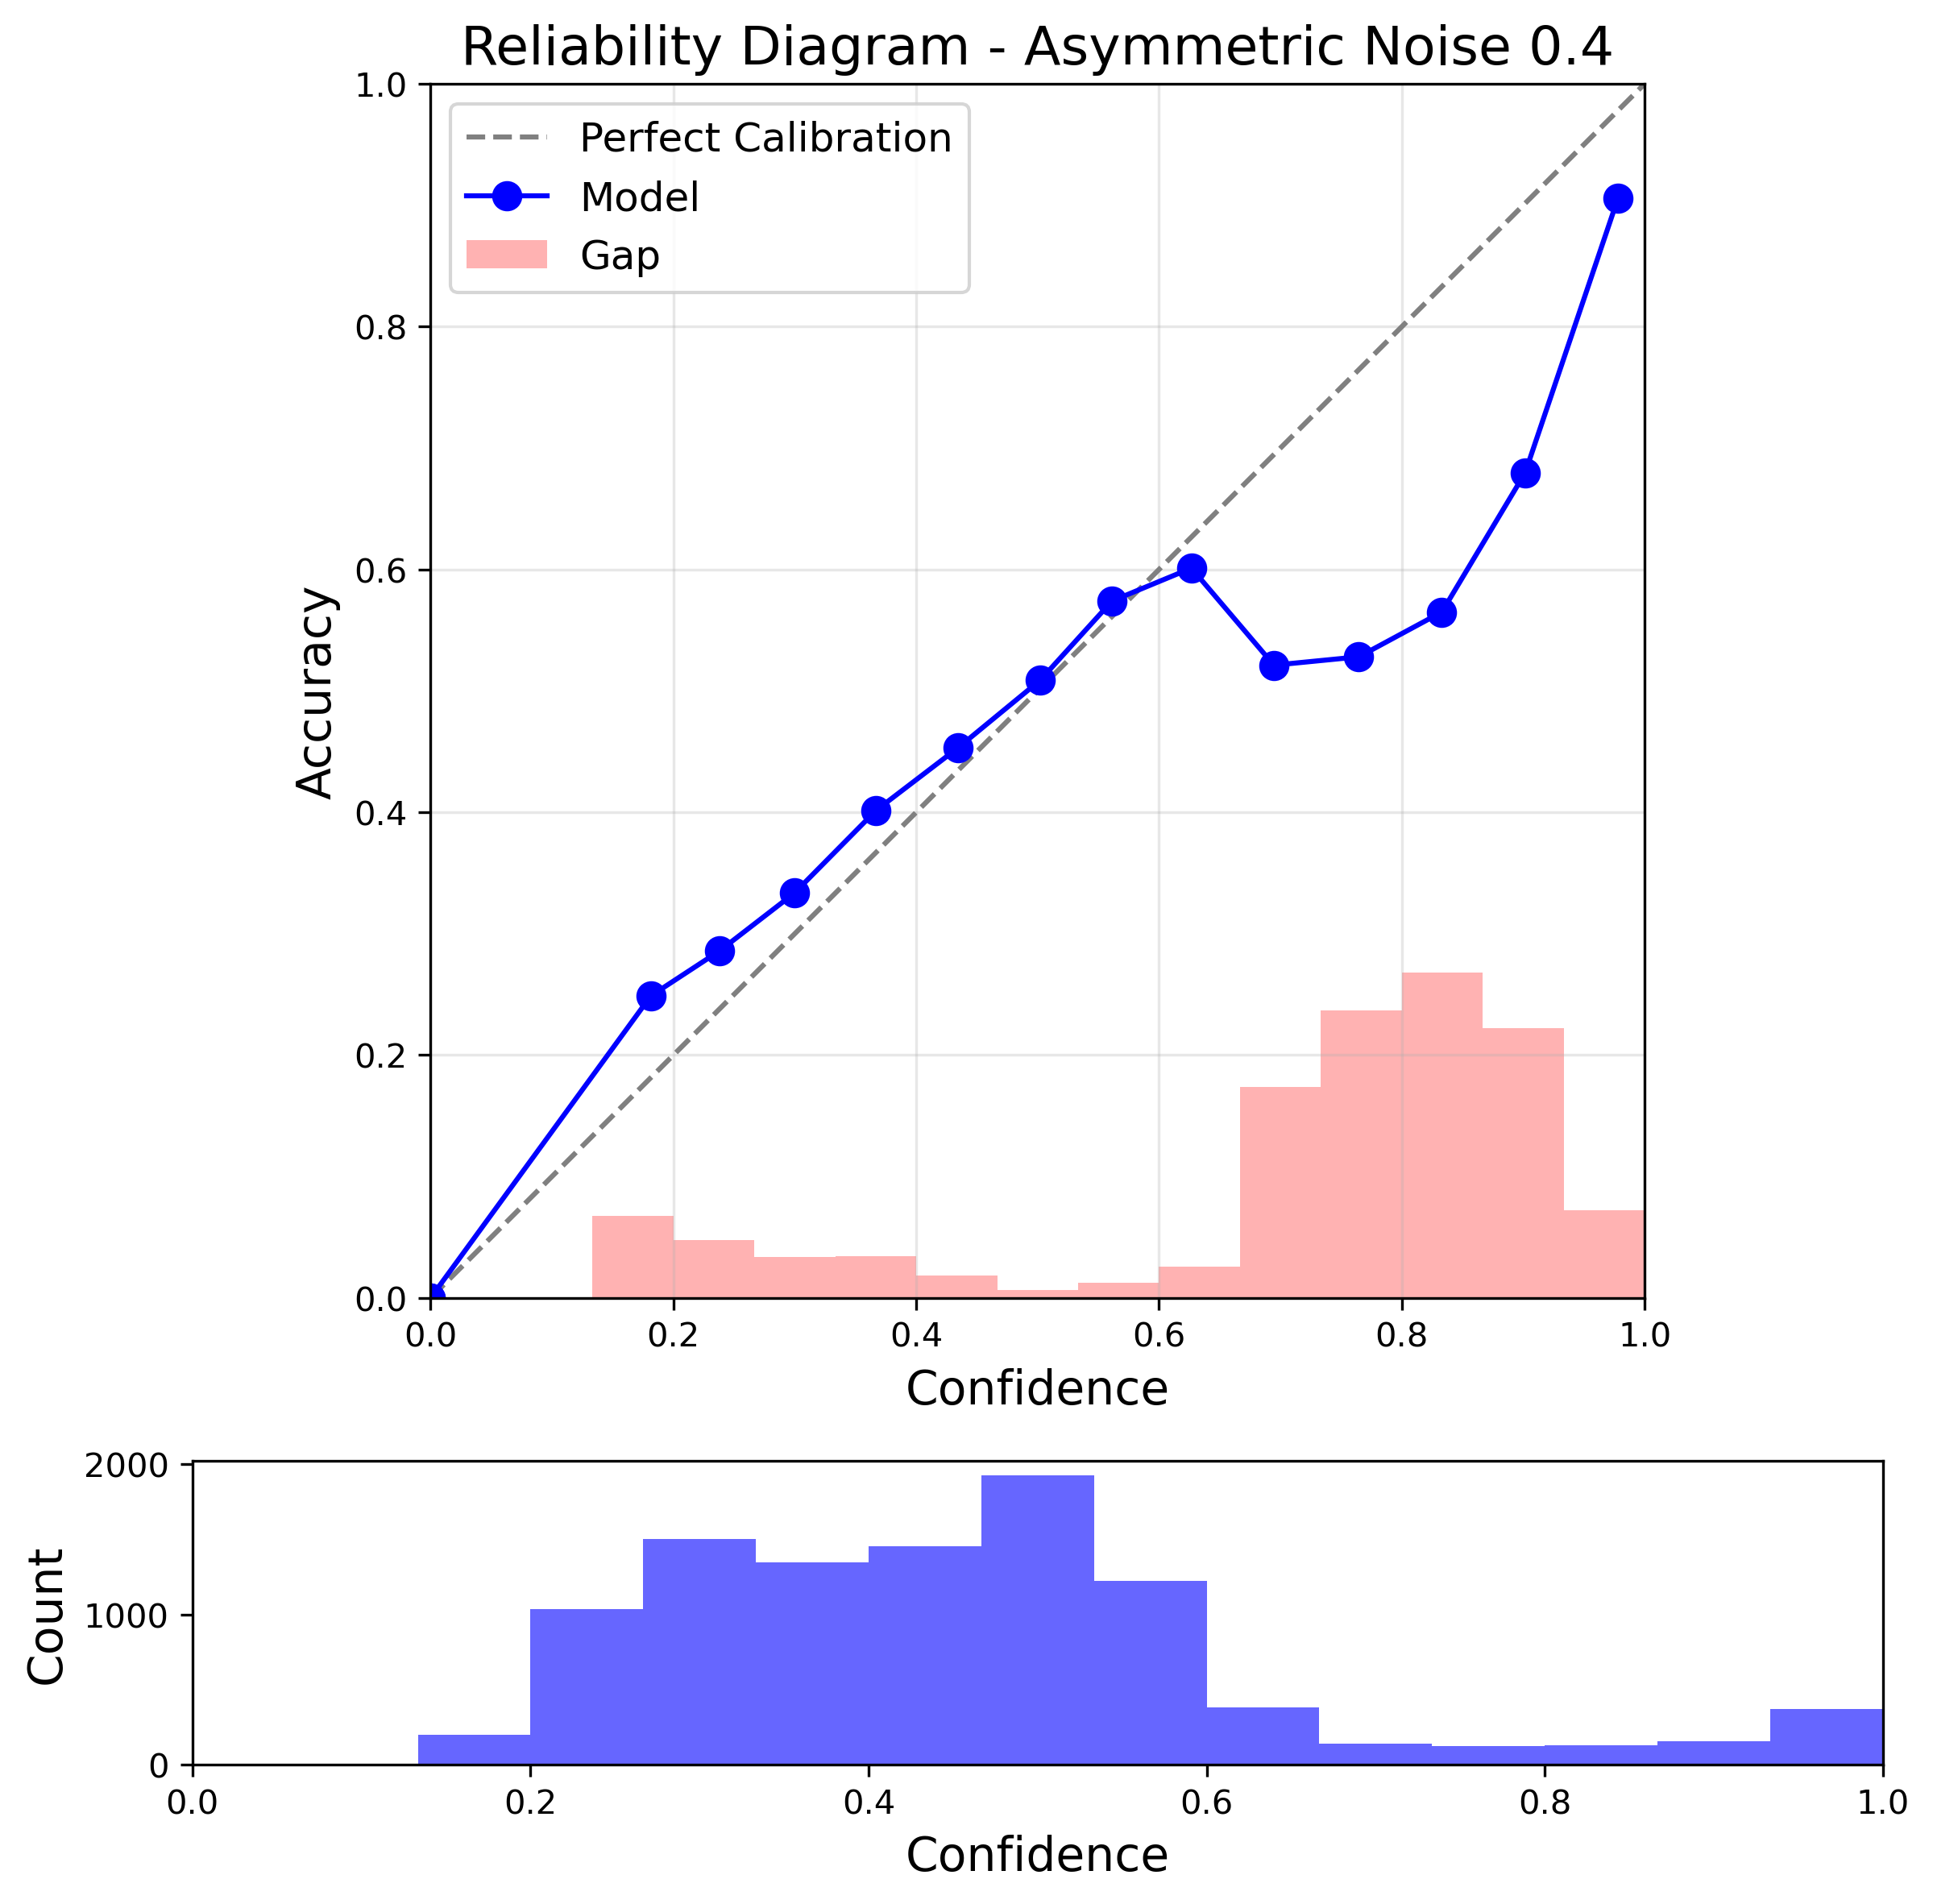 Reliability Diagram - Asymmetric Noise 0.4
1.0
0.8
0.6
0.4
0.2
0.0
Accuracy
Perfect Calibration
Model
Gap
0.0 0.2 0.4 0.6 0.8 1.0
Confidence
2000
1000
0
Count
0.0 0.2 0.4 0.6 0.8 1.0
Confidence